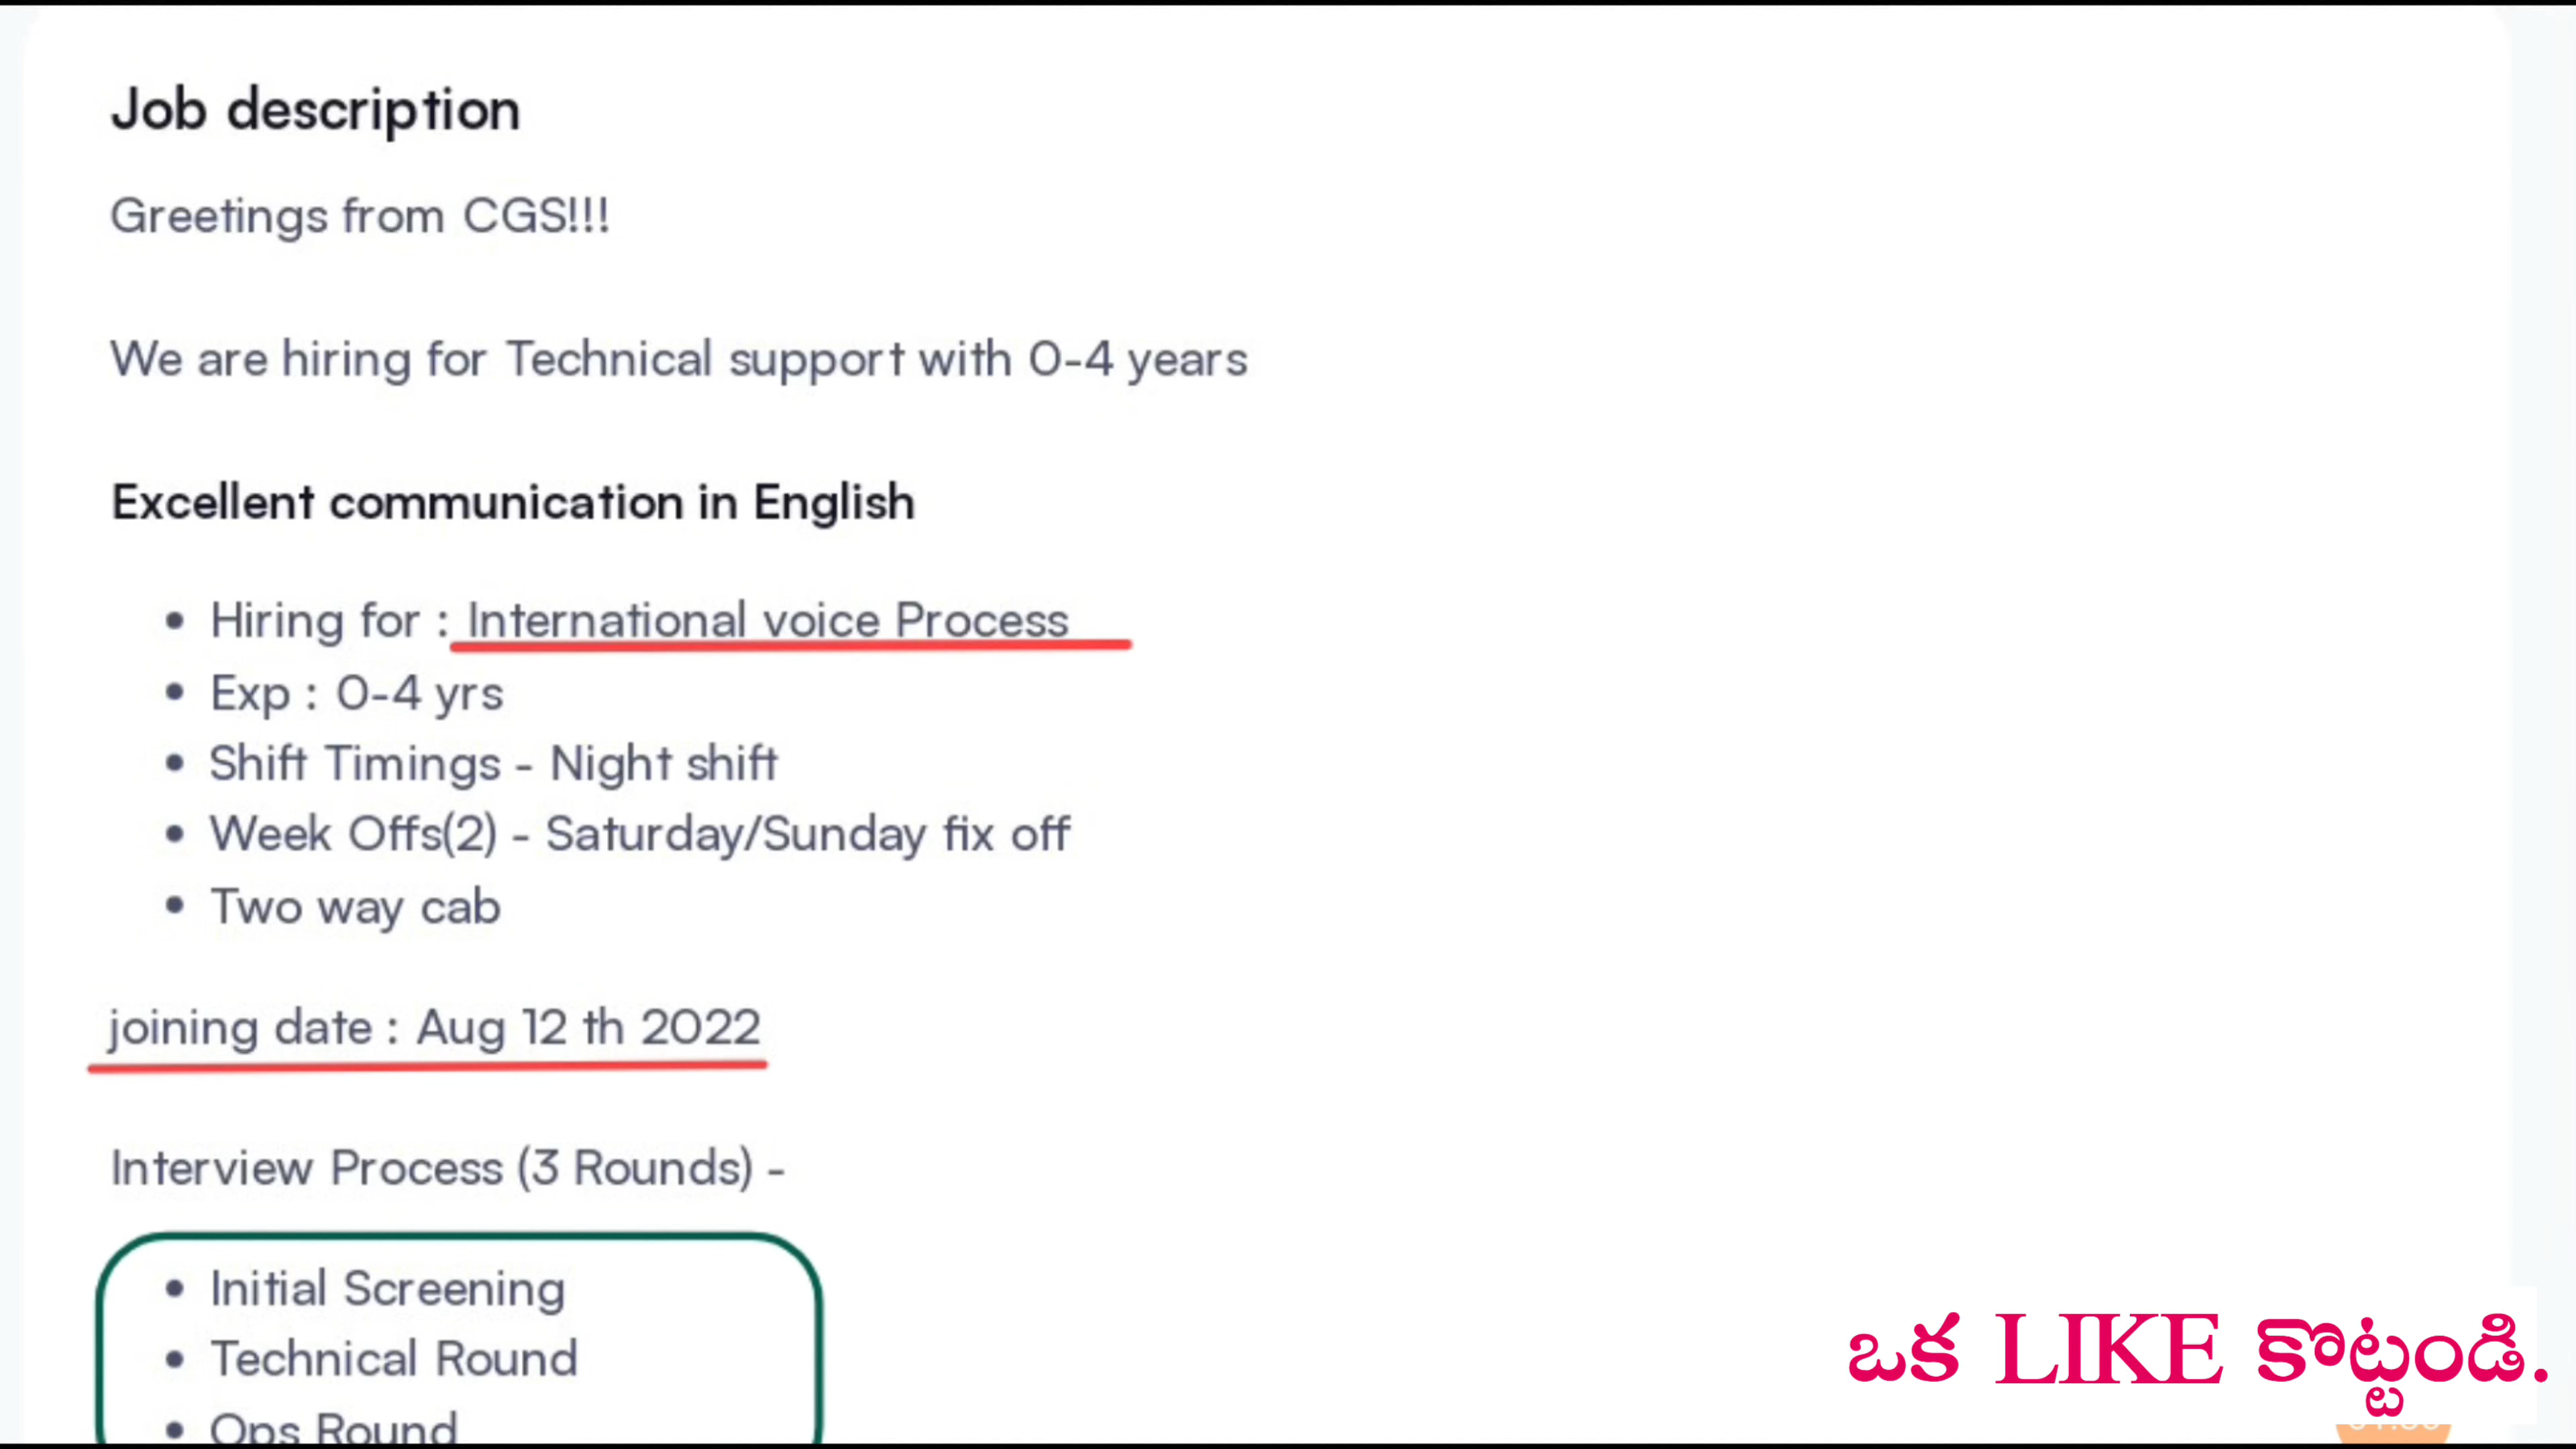 Job description
Greetings from CGS!!!
We are hiring for Technical support with 0-4 years
Excellent communication in English
• Hiring for : International voice Process
• Exp : 0-4 yrs
• Shift Timings - Night shift
• Week Offs(2) - Saturday/Sunday fix off
• Two way cab
joining date : Aug 12 th 2022
Interview Process (3 Rounds) -
• Initial Screening
• Technical Round
• Ops Round
ఒక LIKE కొట్టండి.